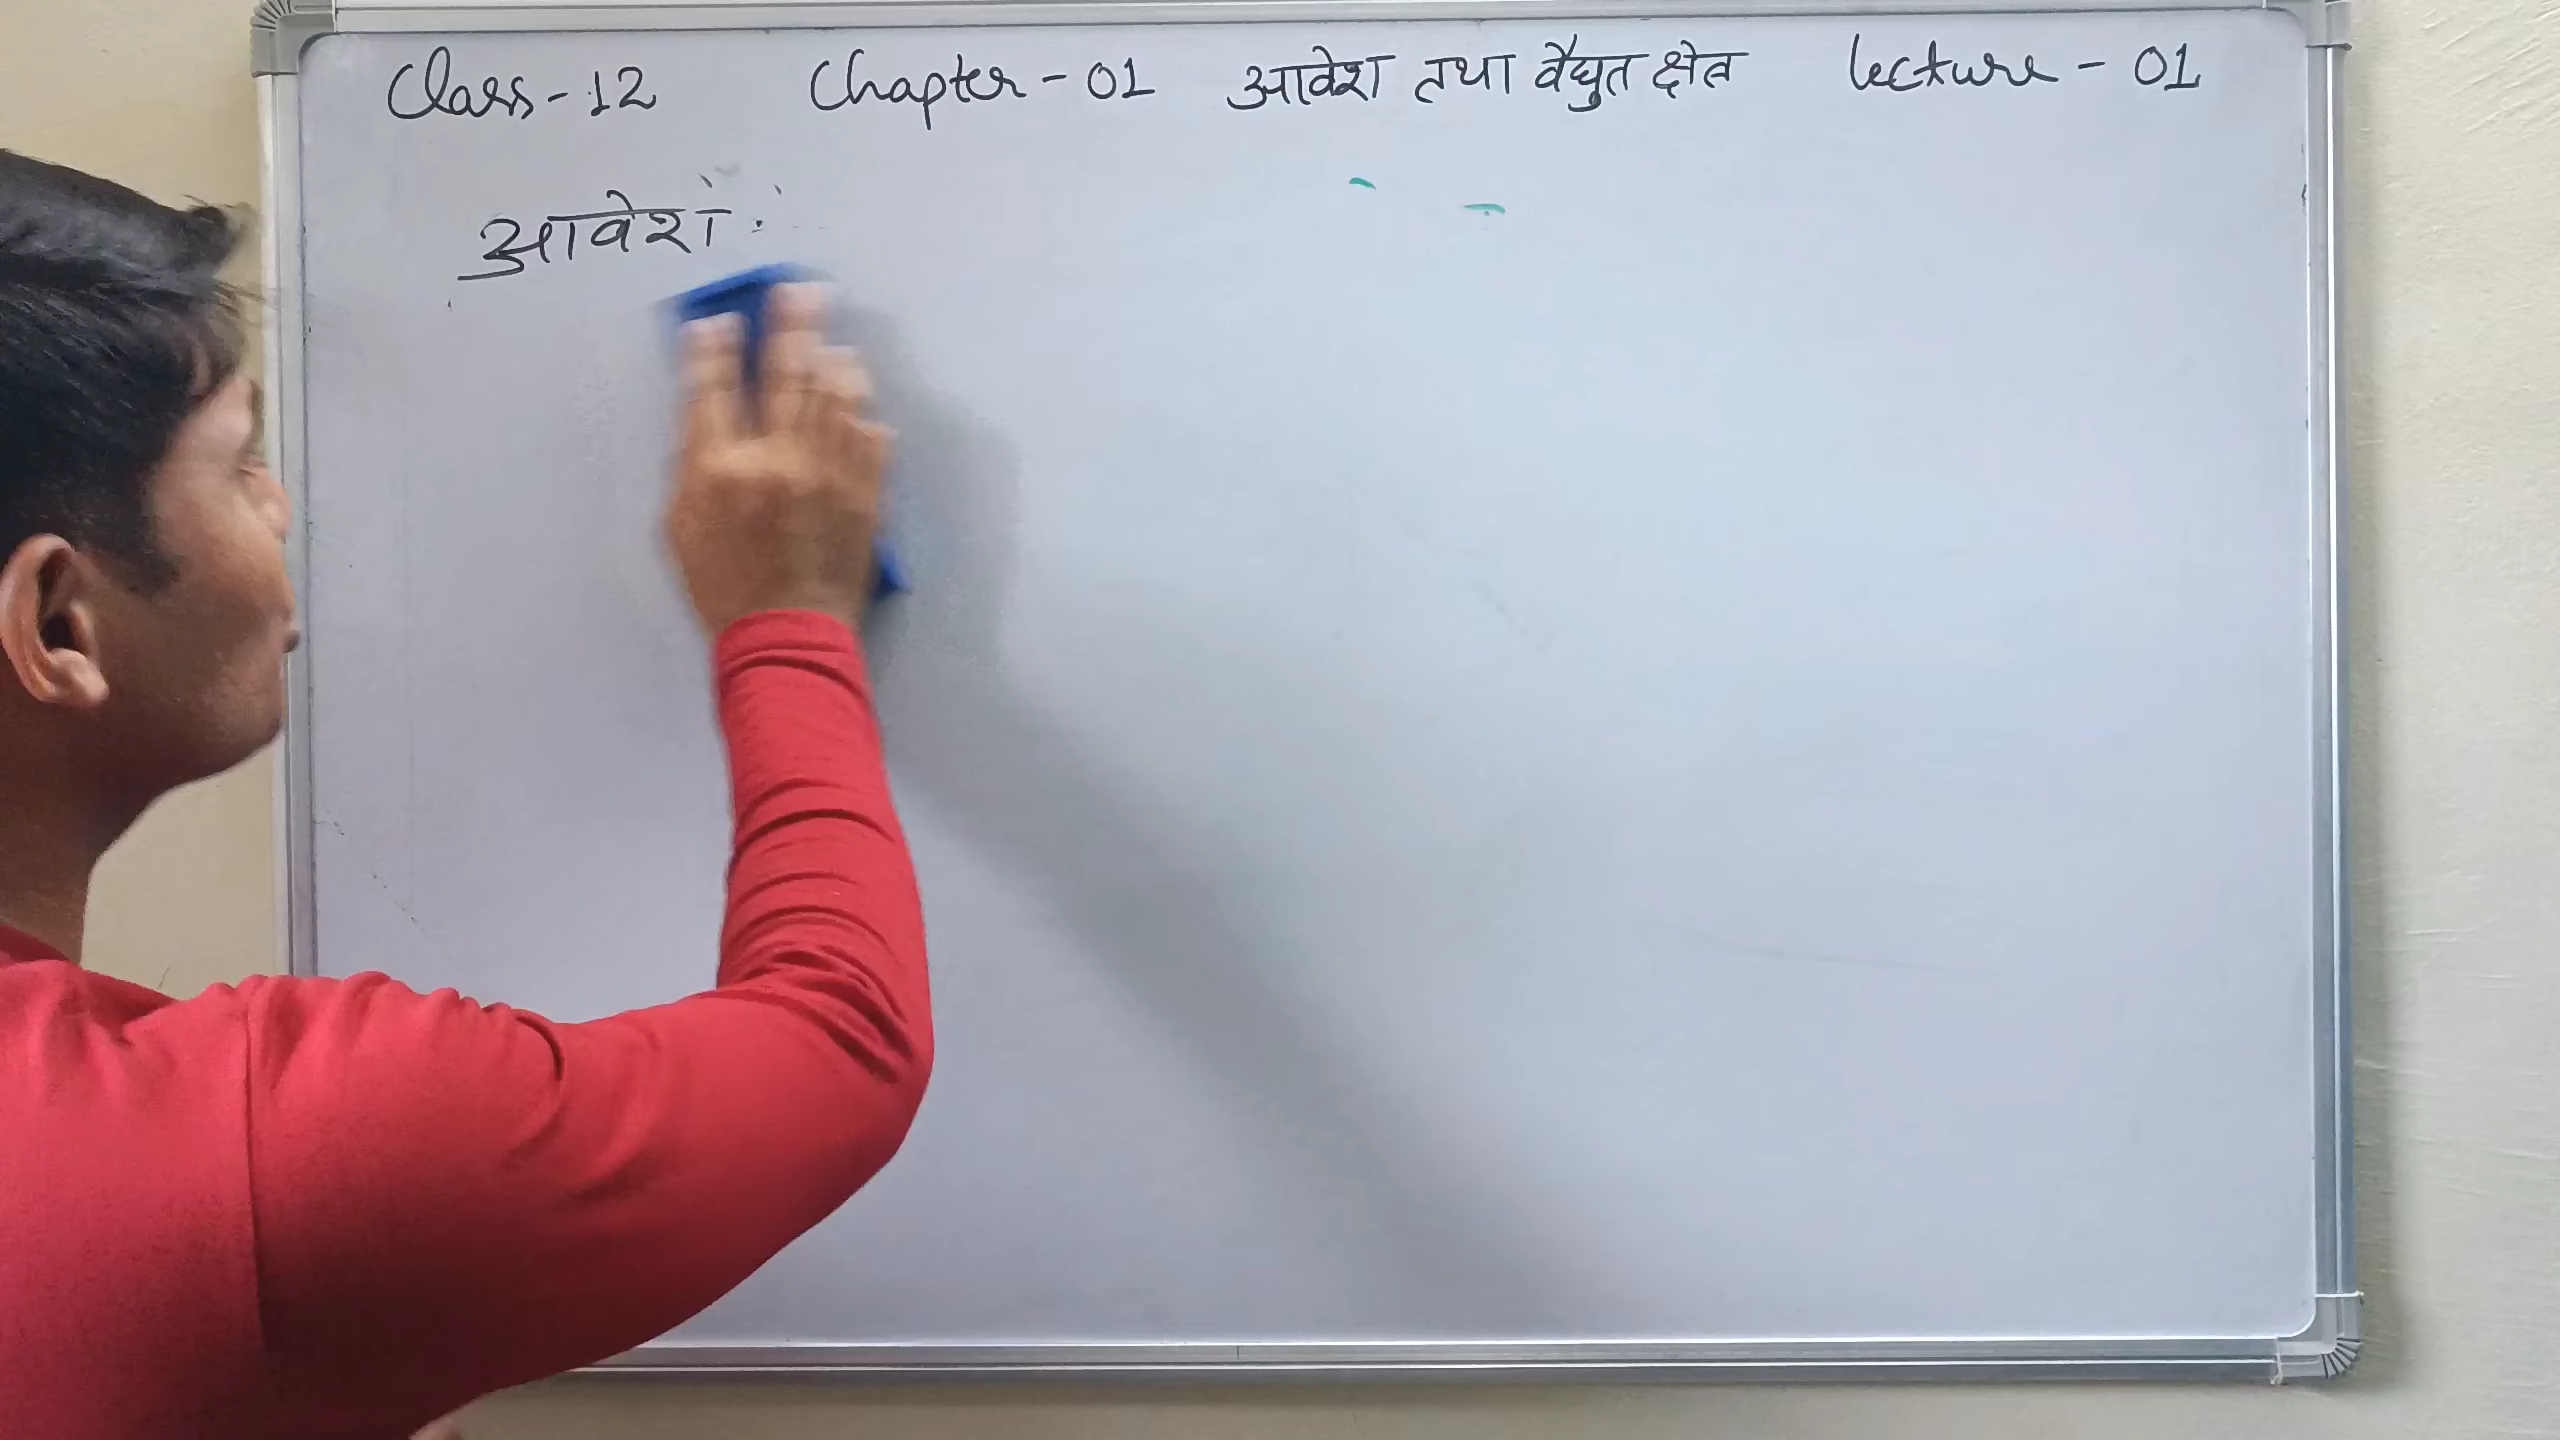 Class-12 Chapter-01 आवेश तथा वैद्युत क्षेत्र lecture-01
आवेश